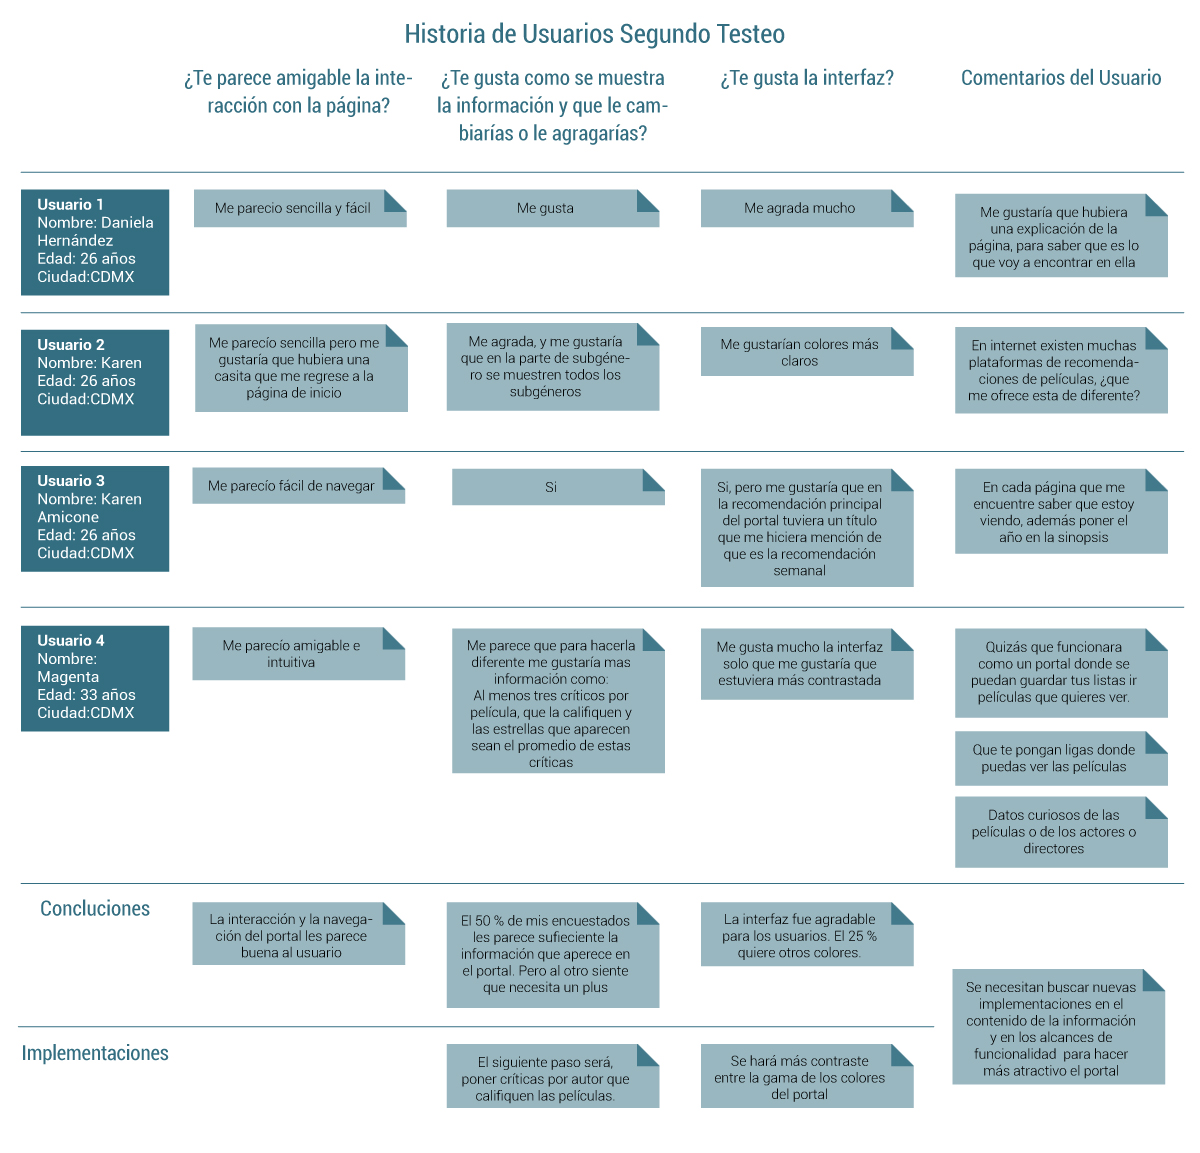 Historia de Usuarios Segundo Testeo
¿Te parece amigable la inte-
racción con la página?
¿Te gusta como se muestra
la información y que le cam-
biarías o le agragarías?
¿Te gusta la interfaz?
Comentarios del Usuario
Usuario 1
Nombre: Daniela
Hernández
Edad: 26 años
Ciudad:CDMX
Me parecio sencilla y fácil
Me gusta
Me agrada mucho
Me gustaría que hubiera
una explicación de la
página, para saber que es lo
que voy a encontrar en ella
Usuario 2
Nombre: Karen
Edad: 26 años
Ciudad:CDMX
Me parecío sencilla pero me
gustaría que hubiera una
casita que me regrese a la
página de inicio
Me agrada, y me gustaría
que en la parte de subgéne-
ro se muestren todos los
subgéneros
Me gustarían colores más
claros
En internet existen muchas
plataformas de recomenda-
ciones de películas, ¿que
me ofrece esta de diferente?
Usuario 3
Nombre: Karen
Amicone
Edad: 26 años
Ciudad:CDMX
Me parecío fácil de navegar
Si
Si, pero me gustaría que en
la recomendación principal
del portal tuviera un título
que me hiciera mención de
que es la recomendación
semanal
En cada página que me
encuentre saber que estoy
viendo, además poner el
año en la sinopsis
Usuario 4
Nombre:
Magenta
Edad: 33 años
Ciudad:CDMX
Me parecío amigable e
intuitiva
Me parece que para hacerla
diferente me gustaría mas
información como:
Al menos tres críticos por
película, que la califiquen y
las estrellas que aparecen
sean el promedio de estas
críticas
Me gusta mucho la interfaz
solo que me gustaría que
estuviera más contrastada
Quizás que funcionara
como un portal donde se
puedan guardar tus listas ir
películas que quieres ver.
Que te pongan ligas donde
puedas ver las películas
Datos curiosos de las
películas o de los actores o
directores
Concluciones
La interacción y la navega-
ción del portal les parece
buena al usuario
El 50 % de mis encuestados
les parece sufieciente la
información que aperece en
el portal. Pero al otro siente
que necesita un plus
La interfaz fue agradable
para los usuarios. El 25 %
quiere otros colores.
Se necesitan buscar nuevas
implementaciones en el
contenido de la información
y en los alcances de
funcionalidad  para hacer
más atractivo el portal
Implementaciones
El siguiente paso será,
poner críticas por autor que
califiquen las películas.
Se hará más contraste
entre la gama de los colores
del portal